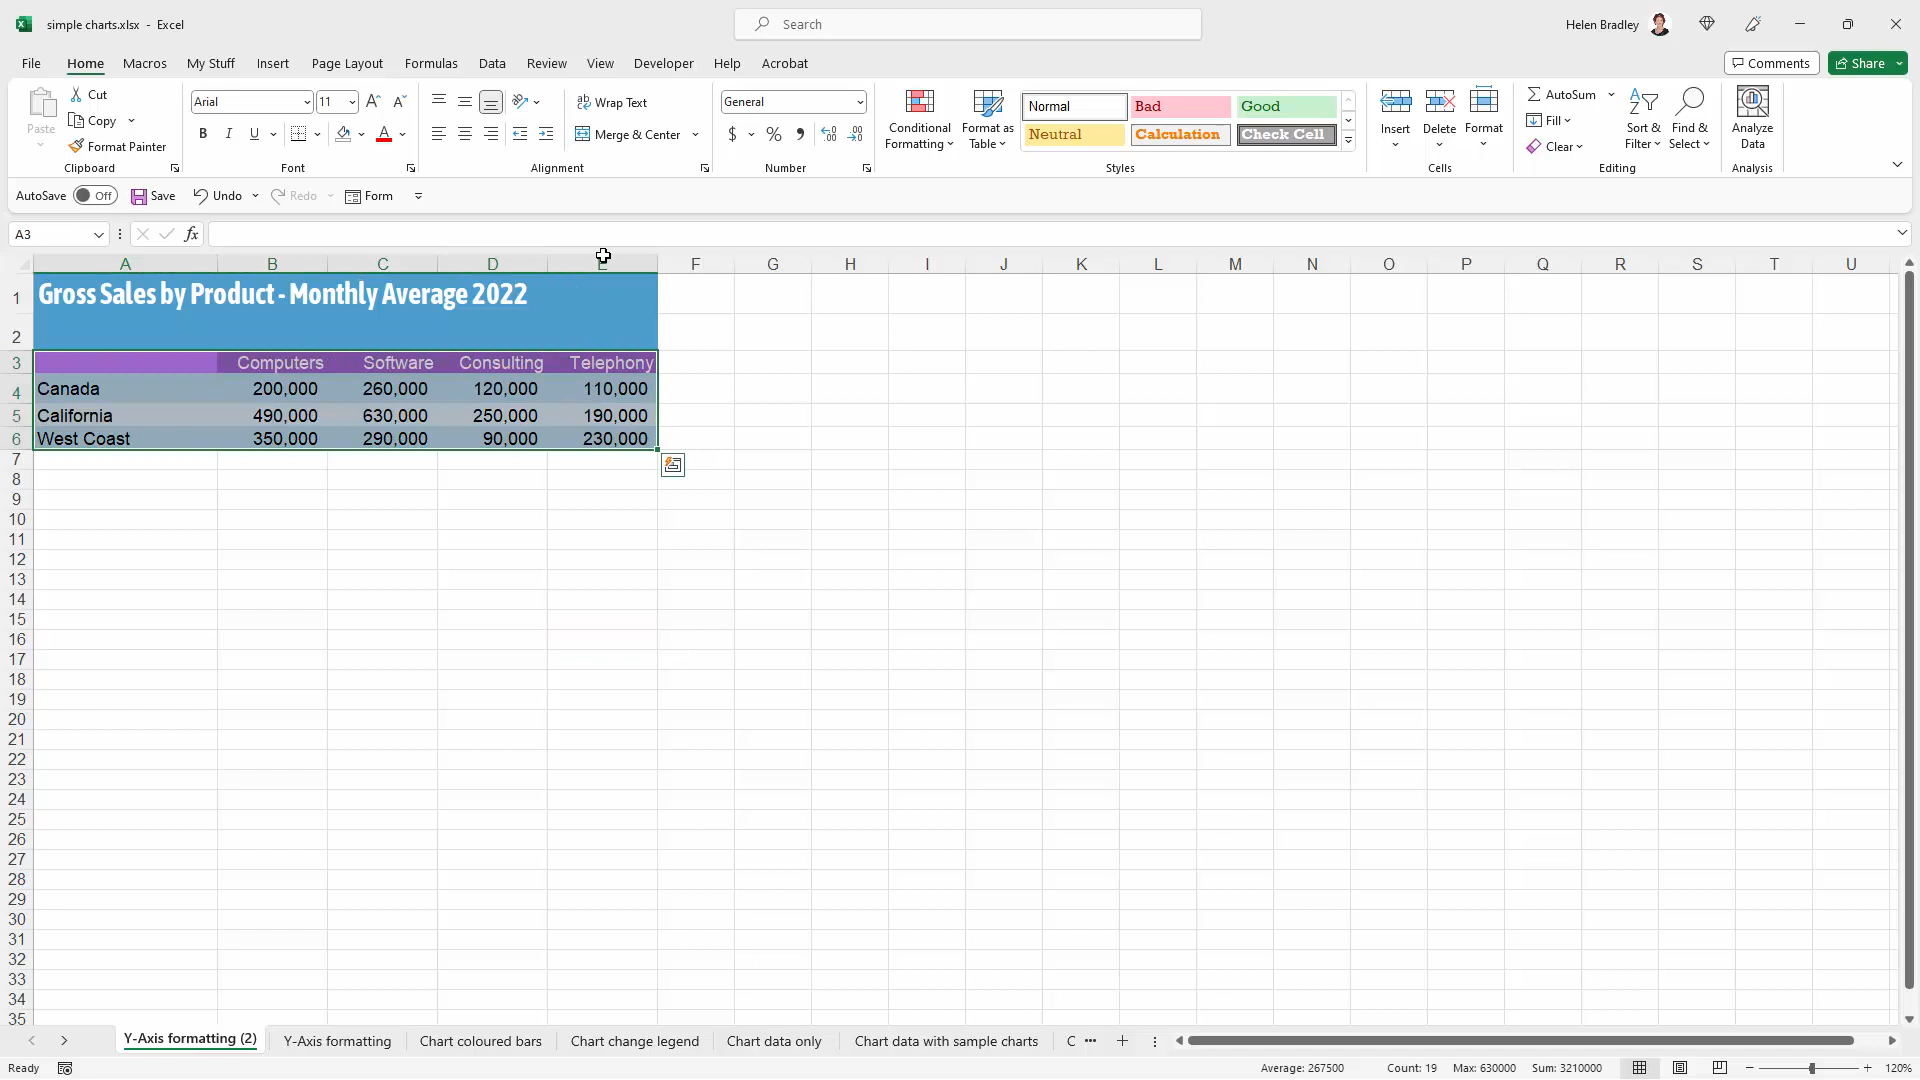 simple charts.xlsx - Excel
Search
Helen Bradley
File Home Macros My Stuff Insert Page Layout Formulas Data Review View Developer Help Acrobat
Comments Share
Paste
Cut
Copy
Format Painter
Clipboard
Arial 11
B I U
Font
Wrap Text
Merge & Center
Alignment
General
$ % ,
Number
Conditional Formatting
Format as Table
Normal Bad Good
Neutral Calculation Check Cell
Styles
Insert Delete Format
Cells
AutoSum
Fill
Clear
Sort & Filter
Find & Select
Editing
Analyze Data
Analysis
AutoSave Off Save Undo Redo Form
A3 fx
A B C D E F G H I J K L M N O P Q R S T U
1 Gross Sales by Product - Monthly Average 2022
2
3 Computers Software Consulting Telephony
4 Canada 200,000 260,000 120,000 110,000
5 California 490,000 630,000 250,000 190,000
6 West Coast 350,000 290,000 90,000 230,000
7
8
9
10
11
12
13
14
15
16
17
18
19
20
21
22
23
24
25
26
27
28
29
30
31
32
33
34
35
Y-Axis formatting (2) Y-Axis formatting Chart coloured bars Chart change legend Chart data only Chart data with sample charts C ...
Ready Average: 267500 Count: 19 Max: 630000 Sum: 3210000 120%